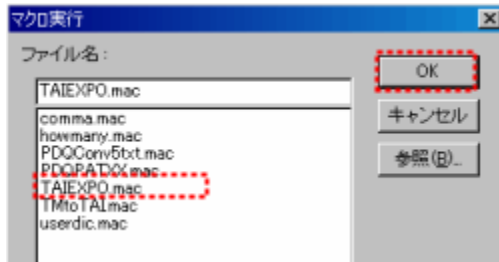 マクロ実行
ファイル名:
TAIEXPO.mac
comma.mac
howmany.mac
PDQConv5txt.mac
PDQPATXX.mac
TAIEXPO.mac
TMtoTAI.mac
userdic.mac
OK
キャンセル
参照(B)...